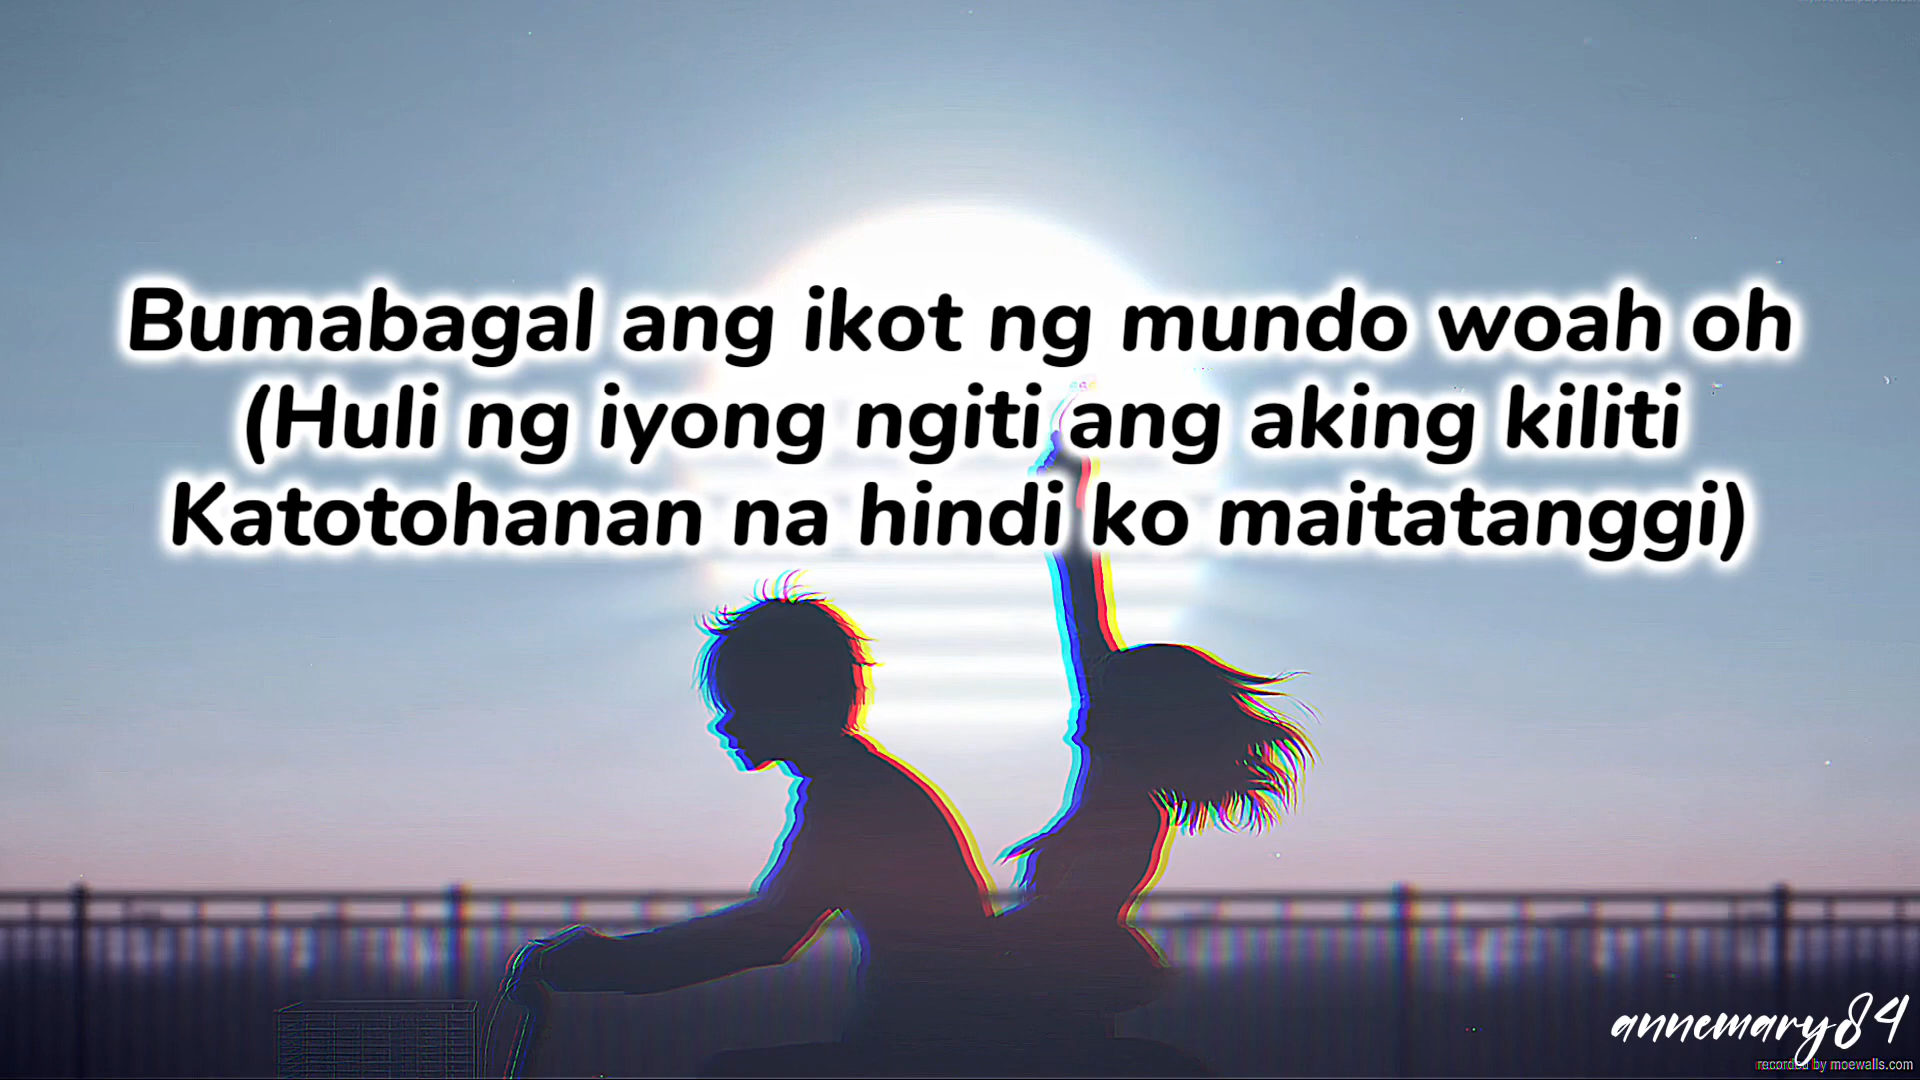 Bumabagal ang ikot ng mundo woah oh
(Huli ng iyong ngiti ang aking kiliti
Katotohanan na hindi ko maitatanggi)
annemary84
recorded by moewalls.com